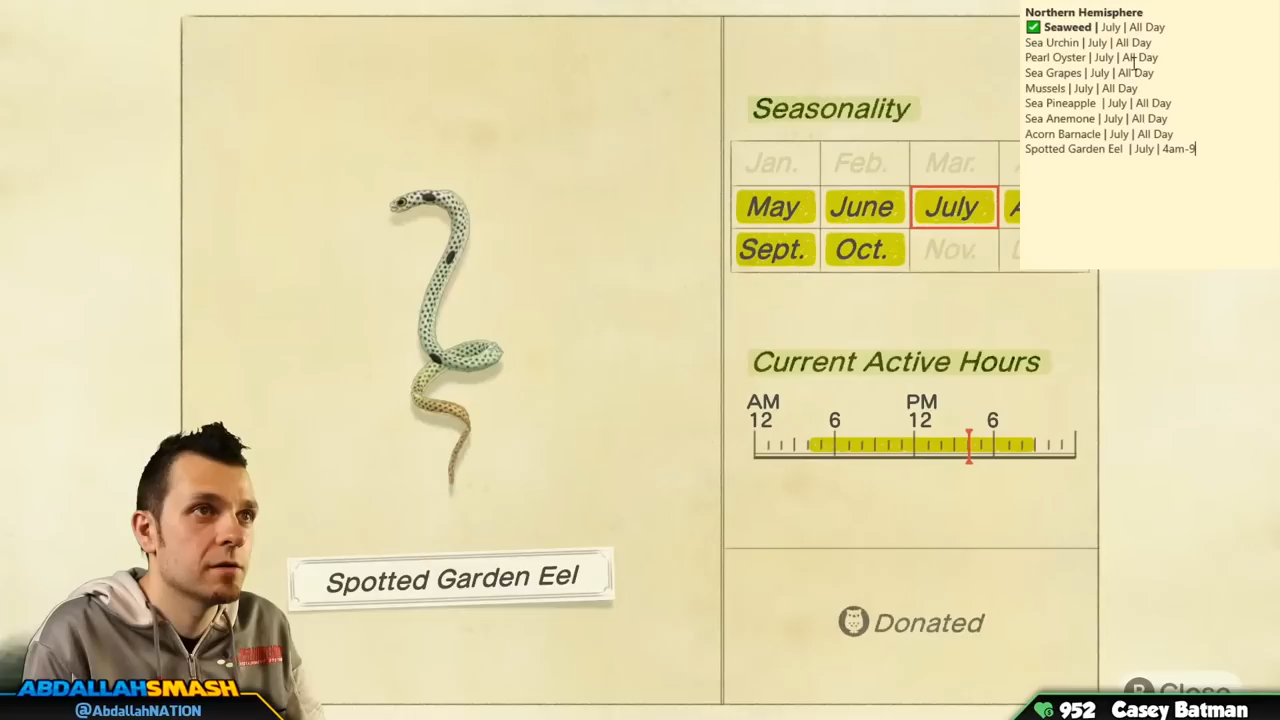 Northern Hemisphere
Seaweed | July | All Day
Sea Urchin | July | All Day
Pearl Oyster | July | All Day
Sea Grapes | July | All Day
Mussels | July | All Day
Sea Pineapple | July | All Day
Sea Anemone | July | All Day
Acorn Barnacle | July | All Day
Spotted Garden Eel | July | 4am-9
Seasonality
Jan. Feb. Mar.
May June July
Sept. Oct. Nov.
Current Active Hours
AM PM
12 6 12 6
Spotted Garden Eel
Donated
Close
ABDALLAHSMASH
@AbdallahNATION
952 Casey Batman